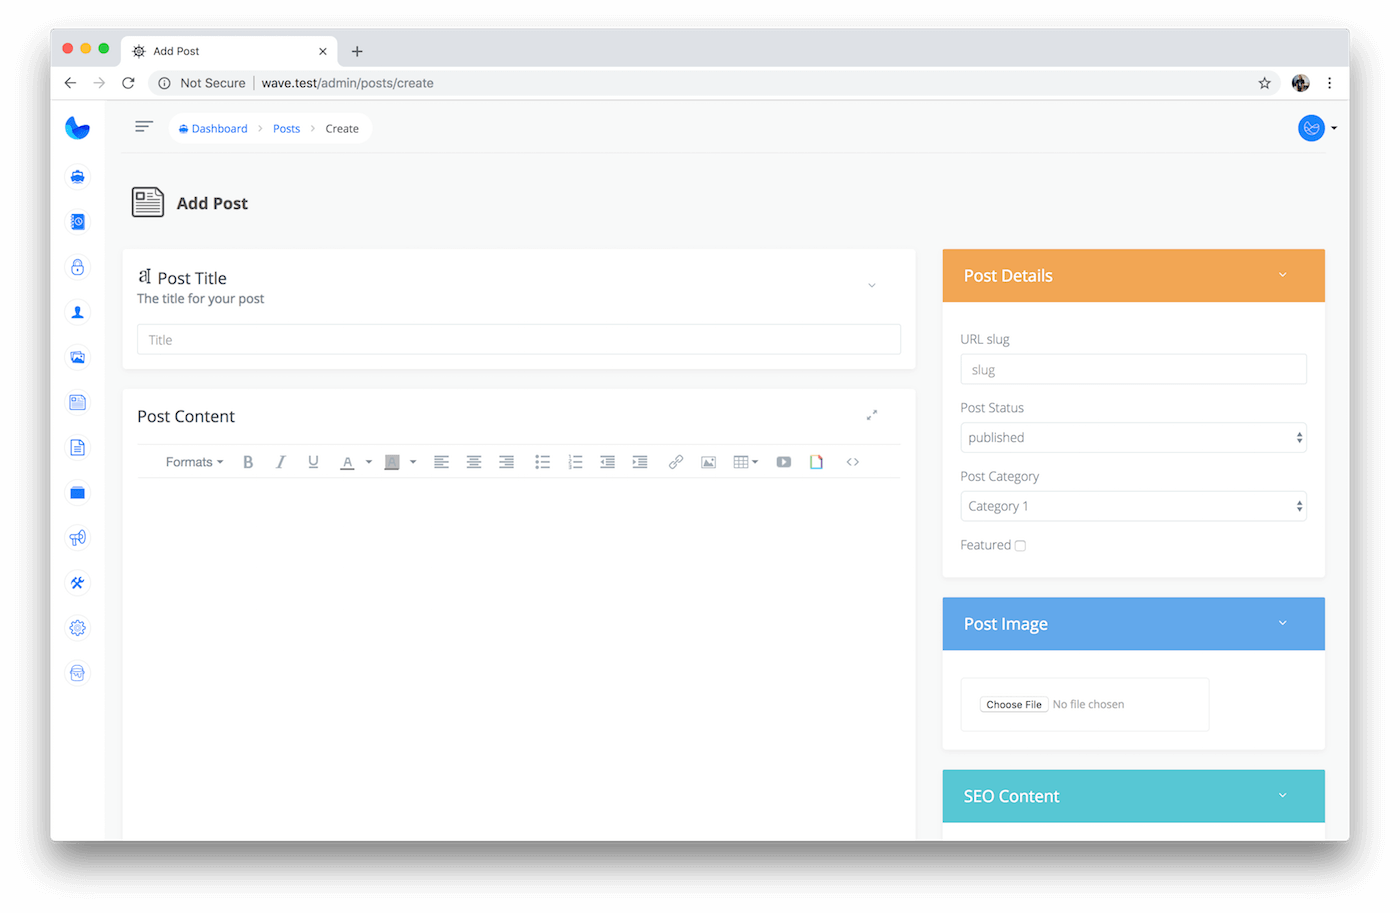 Add Post
Not Secure | wave.test/admin/posts/create
Dashboard > Posts > Create
Add Post
Post Title
The title for your post
Title
Post Content
Formats B I U A A
Post Details
URL slug
slug
Post Status
published
Post Category
Category 1
Featured
Post Image
Choose File No file chosen
SEO Content